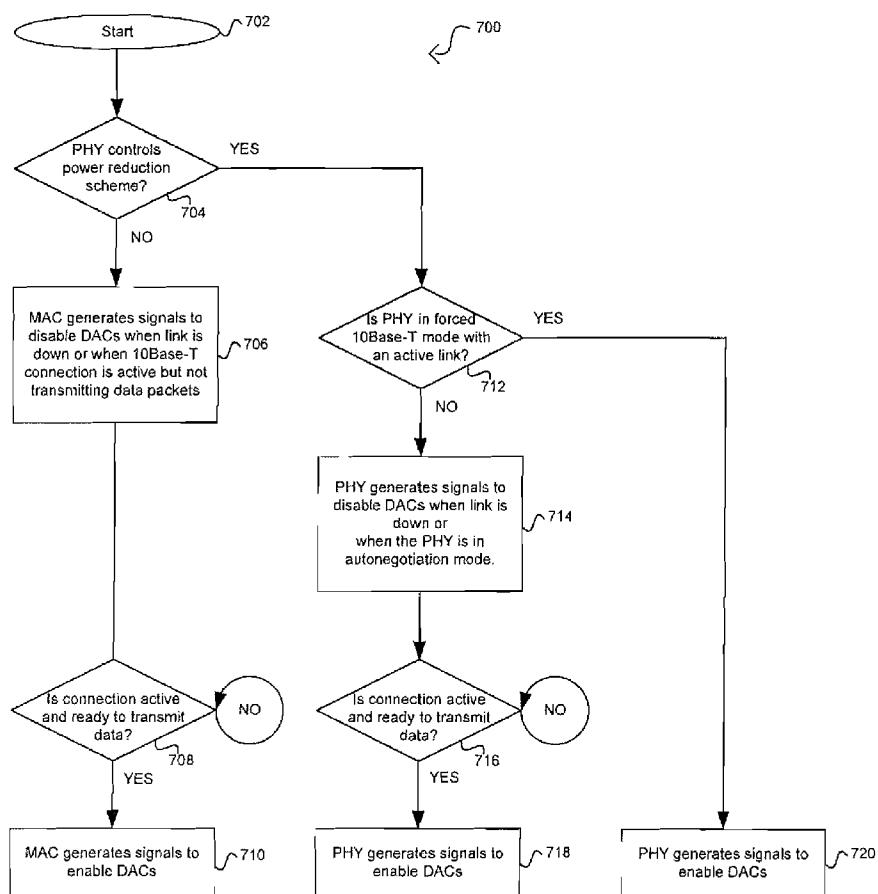 Start
702
700
PHY controls
power reduction
scheme?
YES
704
NO
MAC generates signals to
disable DACs when link is
down or when 10Base-T
connection is active but not
transmitting data packets
706
Is PHY in forced
10Base-T mode with
an active link?
YES
712
NO
PHY generates signals to
disable DACs when link is
down or
when the PHY is in
autonegotiation mode.
714
Is connection active
and ready to transmit
data?
NO
708
YES
Is connection active
and ready to transmit
data?
NO
716
YES
MAC generates signals to
enable DACs
710
PHY generates signals to
enable DACs
718
PHY generates signals to
enable DACs
720